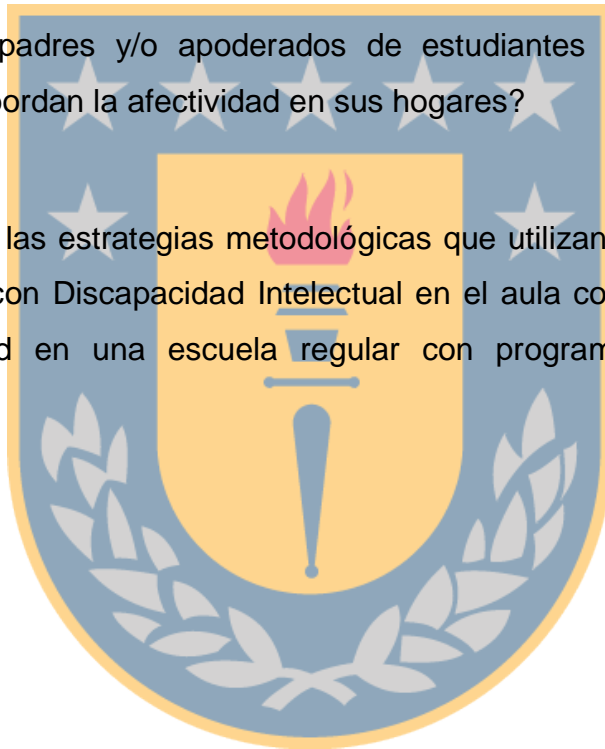 padres y/o apoderados de estudiantes
bordan la afectividad en sus hogares?
las estrategias metodológicas que utilizan
con Discapacidad Intelectual en el aula co
d en una escuela regular con program